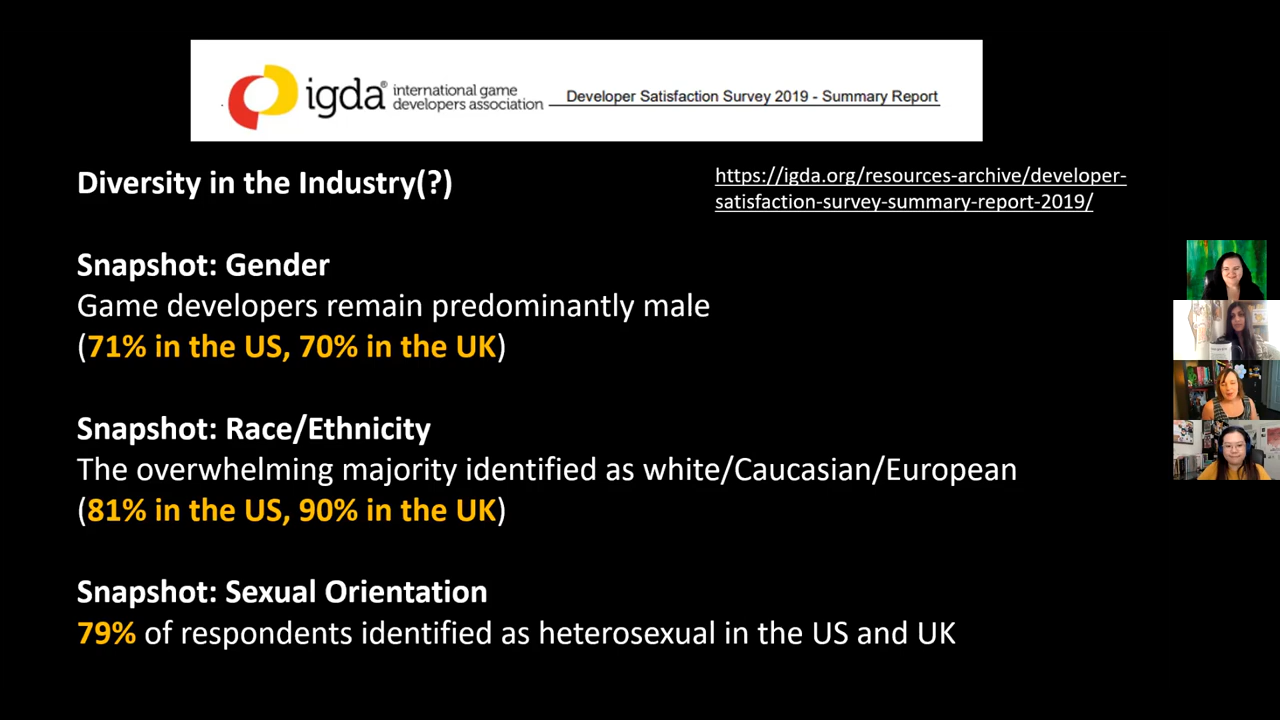 igda® international game
developers association
Developer Satisfaction Survey 2019 - Summary Report
Diversity in the Industry(?)
https://igda.org/resources-archive/developer-
satisfaction-survey-summary-report-2019/
Snapshot: Gender
Game developers remain predominantly male
(71% in the US, 70% in the UK)
Snapshot: Race/Ethnicity
The overwhelming majority identified as white/Caucasian/European
(81% in the US, 90% in the UK)
Snapshot: Sexual Orientation
79% of respondents identified as heterosexual in the US and UK